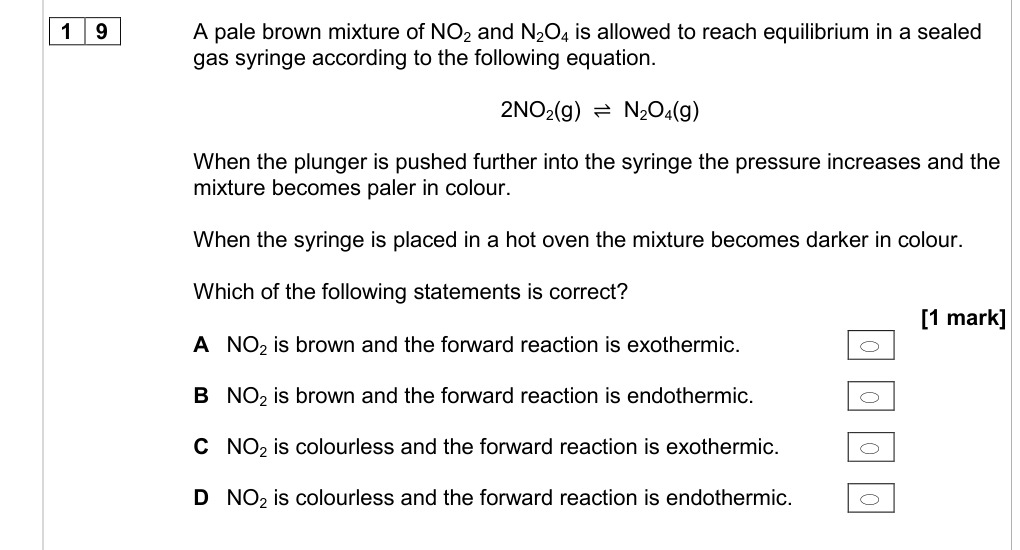 1 9
A pale brown mixture of NO₂ and N₂O₄ is allowed to reach equilibrium in a sealed
gas syringe according to the following equation.
2NO₂(g) ⇌ N₂O₄(g)
When the plunger is pushed further into the syringe the pressure increases and the
mixture becomes paler in colour.
When the syringe is placed in a hot oven the mixture becomes darker in colour.
Which of the following statements is correct?
[1 mark]
A NO₂ is brown and the forward reaction is exothermic.
B NO₂ is brown and the forward reaction is endothermic.
C NO₂ is colourless and the forward reaction is exothermic.
D NO₂ is colourless and the forward reaction is endothermic.